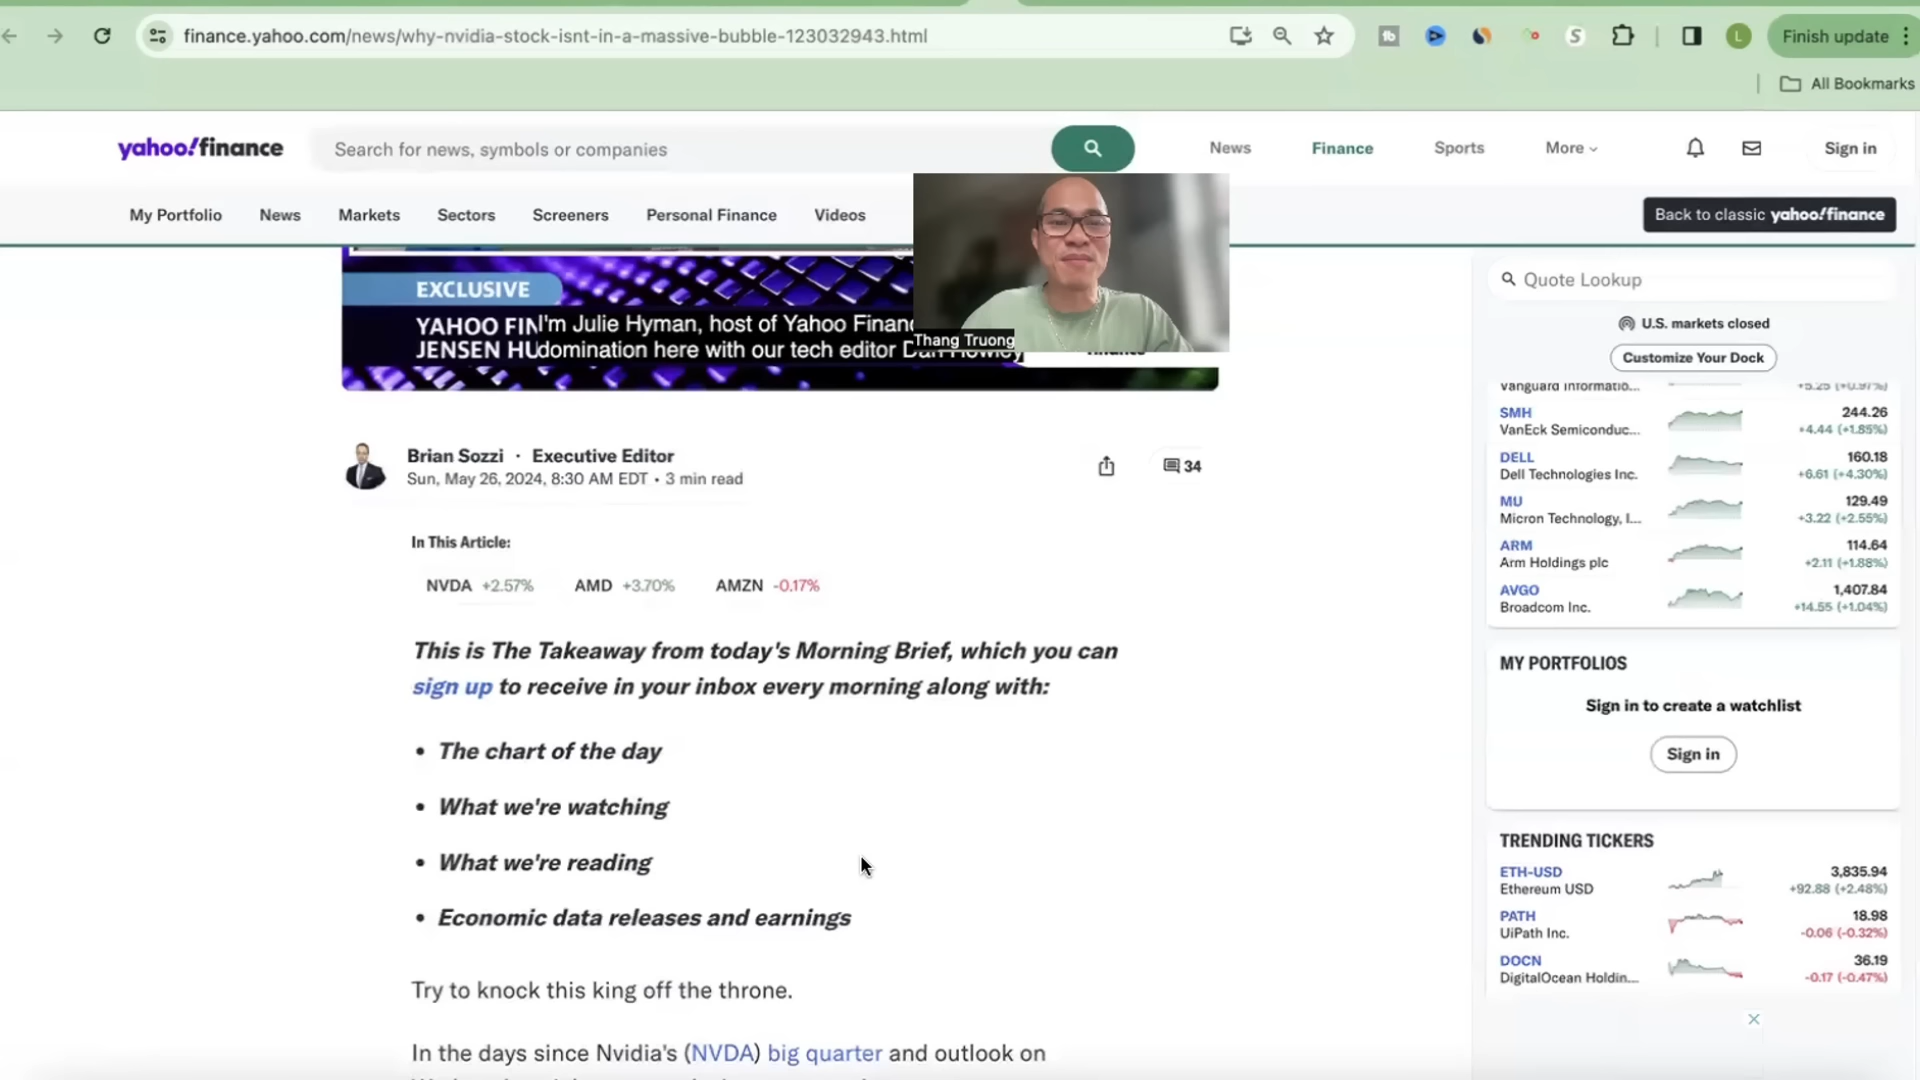 finance.yahoo.com/news/why-nvidia-stock-isnt-in-a-massive-bubble-123032943.html
L
Finish update
All Bookmarks
yahoo!finance
Search for news, symbols or companies
News
Finance
Sports
More
Sign in
My Portfolio
News
Markets
Sectors
Screeners
Personal Finance
Videos
Back to classic yahoo!finance
EXCLUSIVE
YAHOO FIN
JENSEN HU
I'm Julie Hyman, host of Yahoo Financ
domination here with our tech editor Dan Howley
Thang Truong
Brian Sozzi · Executive Editor
Sun, May 26, 2024, 8:30 AM EDT • 3 min read
34
In This Article:
NVDA +2.57% AMD +3.70% AMZN -0.17%
This is The Takeaway from today's Morning Brief, which you can
sign up to receive in your inbox every morning along with:
• The chart of the day
• What we're watching
• What we're reading
• Economic data releases and earnings
Try to knock this king off the throne.
In the days since Nvidia's (NVDA) big quarter and outlook on
Quote Lookup
U.S. markets closed
Customize Your Dock
Vanguard Informatio... +5.25 (+0.97%)
SMH 244.26
VanEck Semiconduc... +4.44 (+1.85%)
DELL 160.18
Dell Technologies Inc. +6.61 (+4.30%)
MU 129.49
Micron Technology, I... +3.22 (+2.55%)
ARM 114.64
Arm Holdings plc +2.11 (+1.88%)
AVGO 1,407.84
Broadcom Inc. +14.55 (+1.04%)
MY PORTFOLIOS
Sign in to create a watchlist
Sign in
TRENDING TICKERS
ETH-USD 3,835.94
Ethereum USD +92.88 (+2.48%)
PATH 18.98
UiPath Inc. -0.06 (-0.32%)
DOCN 36.19
DigitalOcean Holdin... -0.17 (-0.47%)